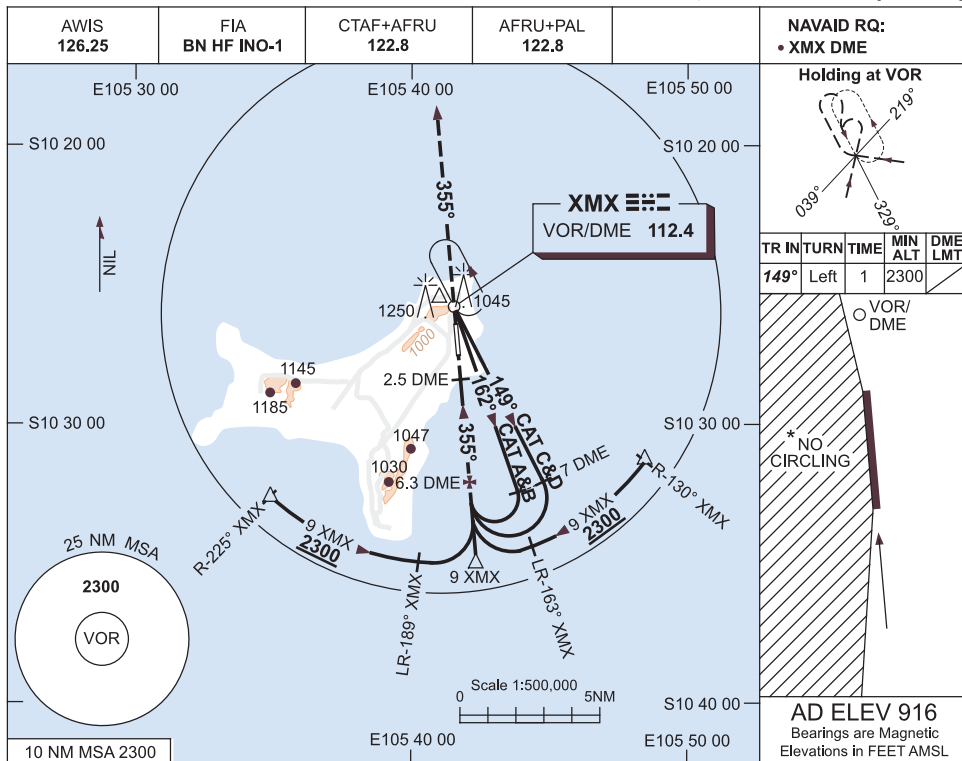 AWIS
126.25
FIA
BN HF INO-1
CTAF+AFRU
122.8
AFRU+PAL
122.8
NAVAID RQ:
• XMX DME
E105 30 00
E105 40 00
E105 50 00
S10 20 00
S10 20 00
NIL
355°
XMX
VOR/DME 112.4
1250
1045
1000
1145
1185
2.5 DME
162° CAT A&B
149° CAT C&D
S10 30 00
S10 30 00
1047
1030
6.3 DME
355°
7 DME
R-225° XMX
R-130° XMX
9 XMX
2300
9 XMX
2300
9 XMX
LR-189° XMX
LR-163° XMX
25 NM MSA
2300
VOR
Scale 1:500,000
0
5NM
S10 40 00
E105 40 00
E105 50 00
10 NM MSA 2300
Holding at VOR
219°
039°
329°
TR IN TURN TIME MIN ALT DME LMT
149° Left 1 2300
VOR/
DME
* NO
CIRCLING
AD ELEV 916
Bearings are Magnetic
Elevations in FEET AMSL